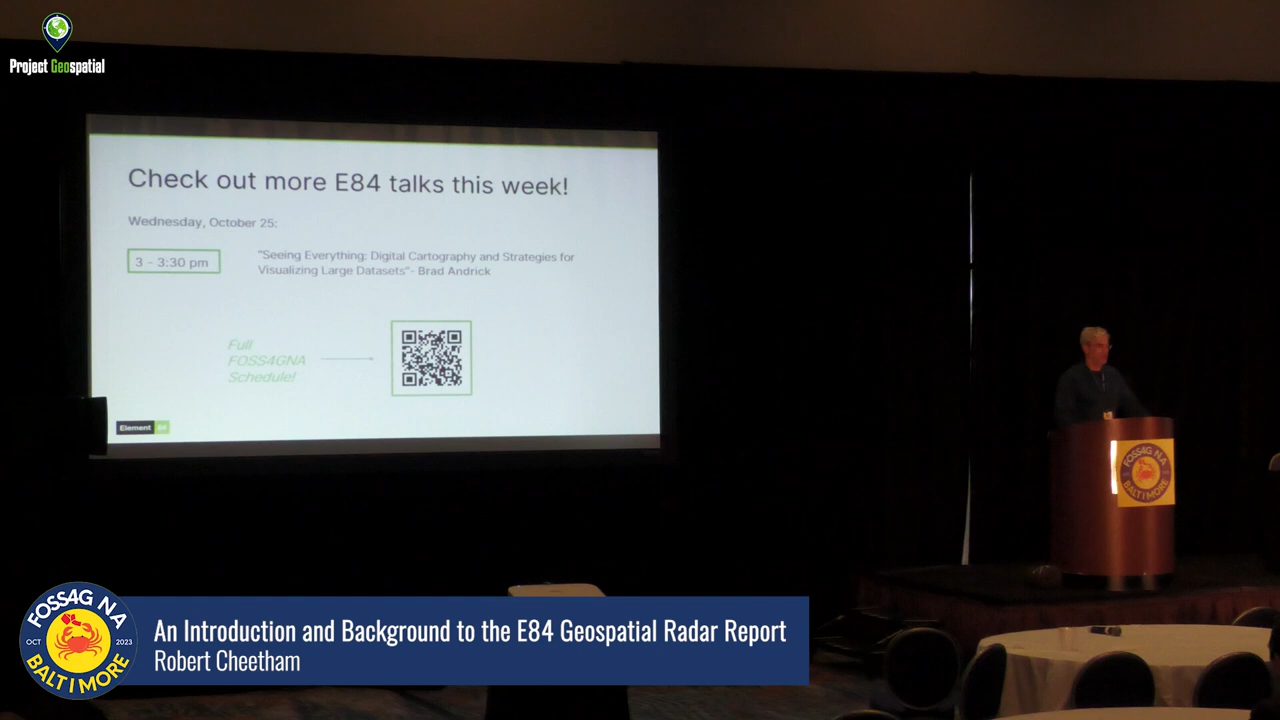 Project Geospatial
Check out more E84 talks this week!
Wednesday, October 25:
3 - 3:30 pm
"Seeing Everything: Digital Cartography and Strategies for
Visualizing Large Datasets"- Brad Andrick
Full
FOSS4GNA
Schedule!
Element 84
FOSS4G NA
BALTIMORE
FOSS4G NA
OCT 2023
BALTIMORE
An Introduction and Background to the E84 Geospatial Radar Report
Robert Cheetham